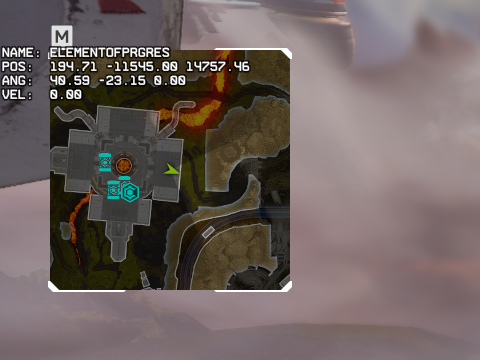 M
NAME: ELEMENTOFPRGRES
POS: 194.71 -11545.00 14757.46
ANG: 40.59 -23.15 0.00
VEL: 0.00